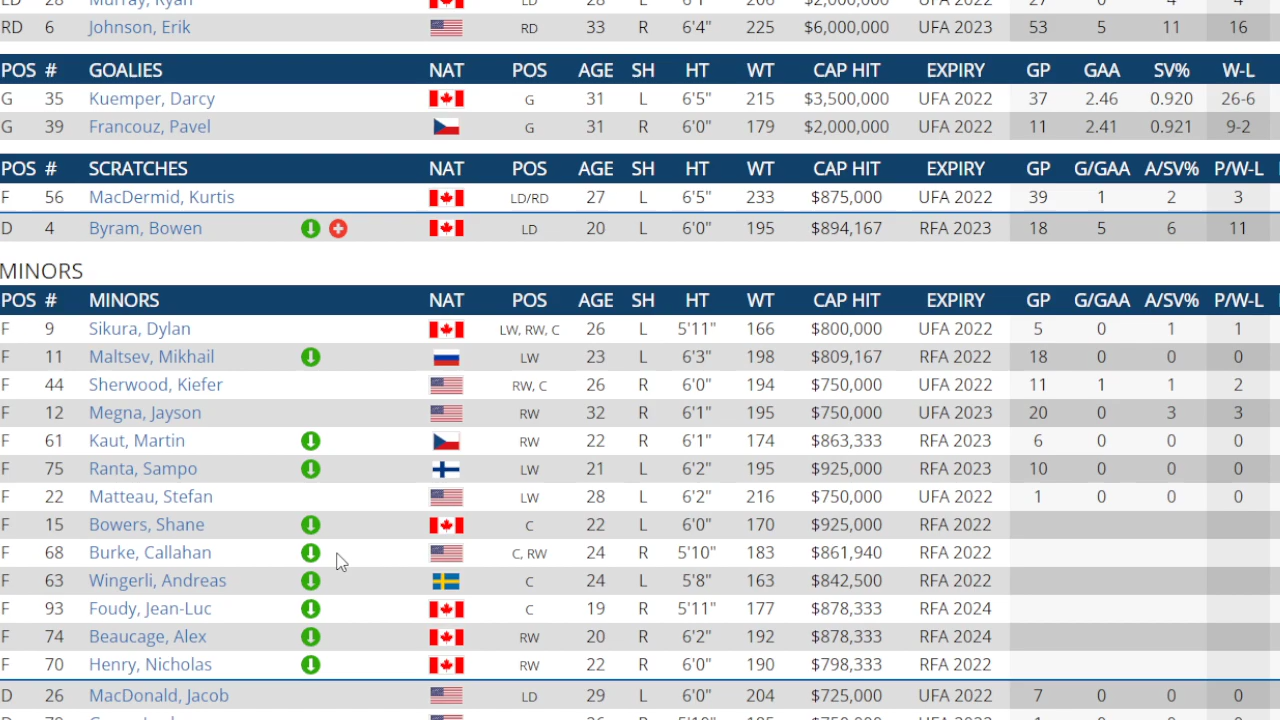 LD 28 Murray, Ryan LD 28 L 6'1" 206 $2,000,000 UFA 2022 27 0 4 4
RD 6 Johnson, Erik RD 33 R 6'4" 225 $6,000,000 UFA 2023 53 5 11 16
POS # GOALIES NAT POS AGE SH HT WT CAP HIT EXPIRY GP GAA SV% W-L
G 35 Kuemper, Darcy G 31 L 6'5" 215 $3,500,000 UFA 2022 37 2.46 0.920 26-6
G 39 Francouz, Pavel G 31 R 6'0" 179 $2,000,000 UFA 2022 11 2.41 0.921 9-2
POS # SCRATCHES NAT POS AGE SH HT WT CAP HIT EXPIRY GP G/GAA A/SV% P/W-L
F 56 MacDermid, Kurtis LD/RD 27 L 6'5" 233 $875,000 UFA 2022 39 1 2 3
D 4 Byram, Bowen LD 20 L 6'0" 195 $894,167 RFA 2023 18 5 6 11
MINORS
POS # MINORS NAT POS AGE SH HT WT CAP HIT EXPIRY GP G/GAA A/SV% P/W-L
F 9 Sikura, Dylan LW, RW, C 26 L 5'11" 166 $800,000 UFA 2022 5 0 1 1
F 11 Maltsev, Mikhail LW 23 L 6'3" 198 $809,167 RFA 2022 18 0 0 0
F 44 Sherwood, Kiefer RW, C 26 R 6'0" 194 $750,000 UFA 2022 11 1 1 2
F 12 Megna, Jayson RW 32 R 6'1" 195 $750,000 UFA 2023 20 0 3 3
F 61 Kaut, Martin RW 22 R 6'1" 174 $863,333 RFA 2023 6 0 0 0
F 75 Ranta, Sampo LW 21 L 6'2" 195 $925,000 RFA 2023 10 0 0 0
F 22 Matteau, Stefan LW 28 L 6'2" 216 $750,000 UFA 2022 1 0 0 0
F 15 Bowers, Shane C 22 L 6'0" 170 $925,000 RFA 2022
F 68 Burke, Callahan C, RW 24 R 5'10" 183 $861,940 RFA 2022
F 63 Wingerli, Andreas C 24 L 5'8" 163 $842,500 RFA 2022
F 93 Foudy, Jean-Luc C 19 R 5'11" 177 $878,333 RFA 2024
F 74 Beaucage, Alex RW 20 R 6'2" 192 $878,333 RFA 2024
F 70 Henry, Nicholas RW 22 R 6'0" 190 $798,333 RFA 2022
D 26 MacDonald, Jacob LD 29 L 6'0" 204 $725,000 UFA 2022 7 0 0 0